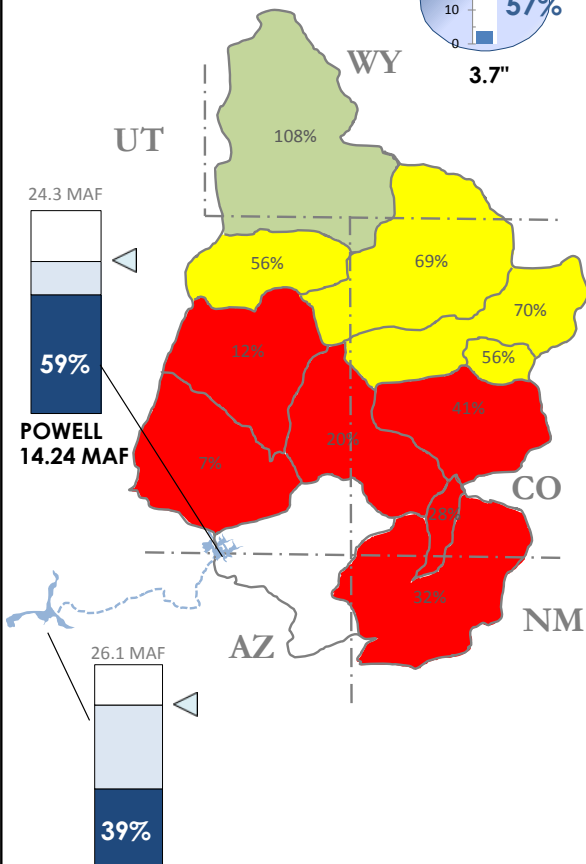 10
57%
0
3.7"
WY
108%
UT
24.3 MAF
56%
69%
70%
12%
56%
59%
41%
20%
POWELL
14.24 MAF
7%
CO
28%
32%
NM
AZ
26.1 MAF
39%